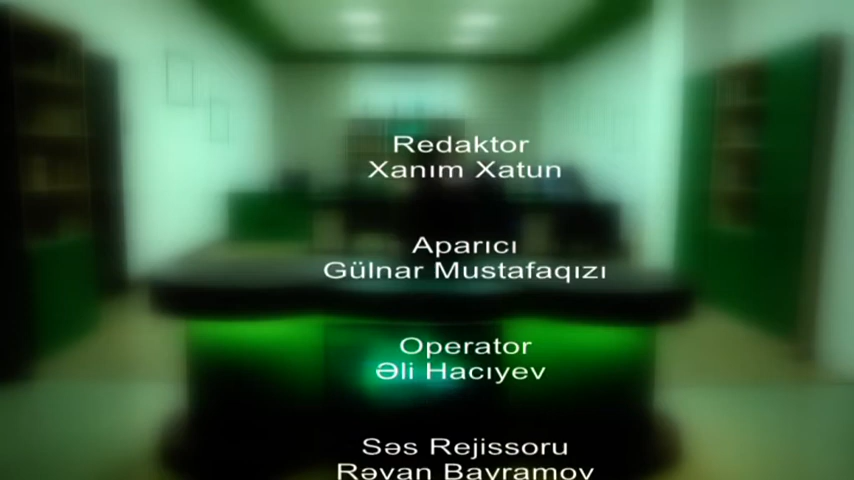 Redaktor
Xanım Xatun
Aparıcı
Gülnar Mustafaqızı
Operator
Əli Hacıyev
Səs Rejissoru
Rəvan Bayramov